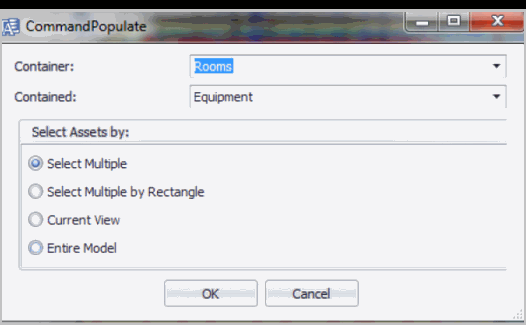 CommandPopulate
Container: Rooms
Contained: Equipment
Select Assets by:
Select Multiple
Select Multiple by Rectangle
Current View
Entire Model
OK Cancel